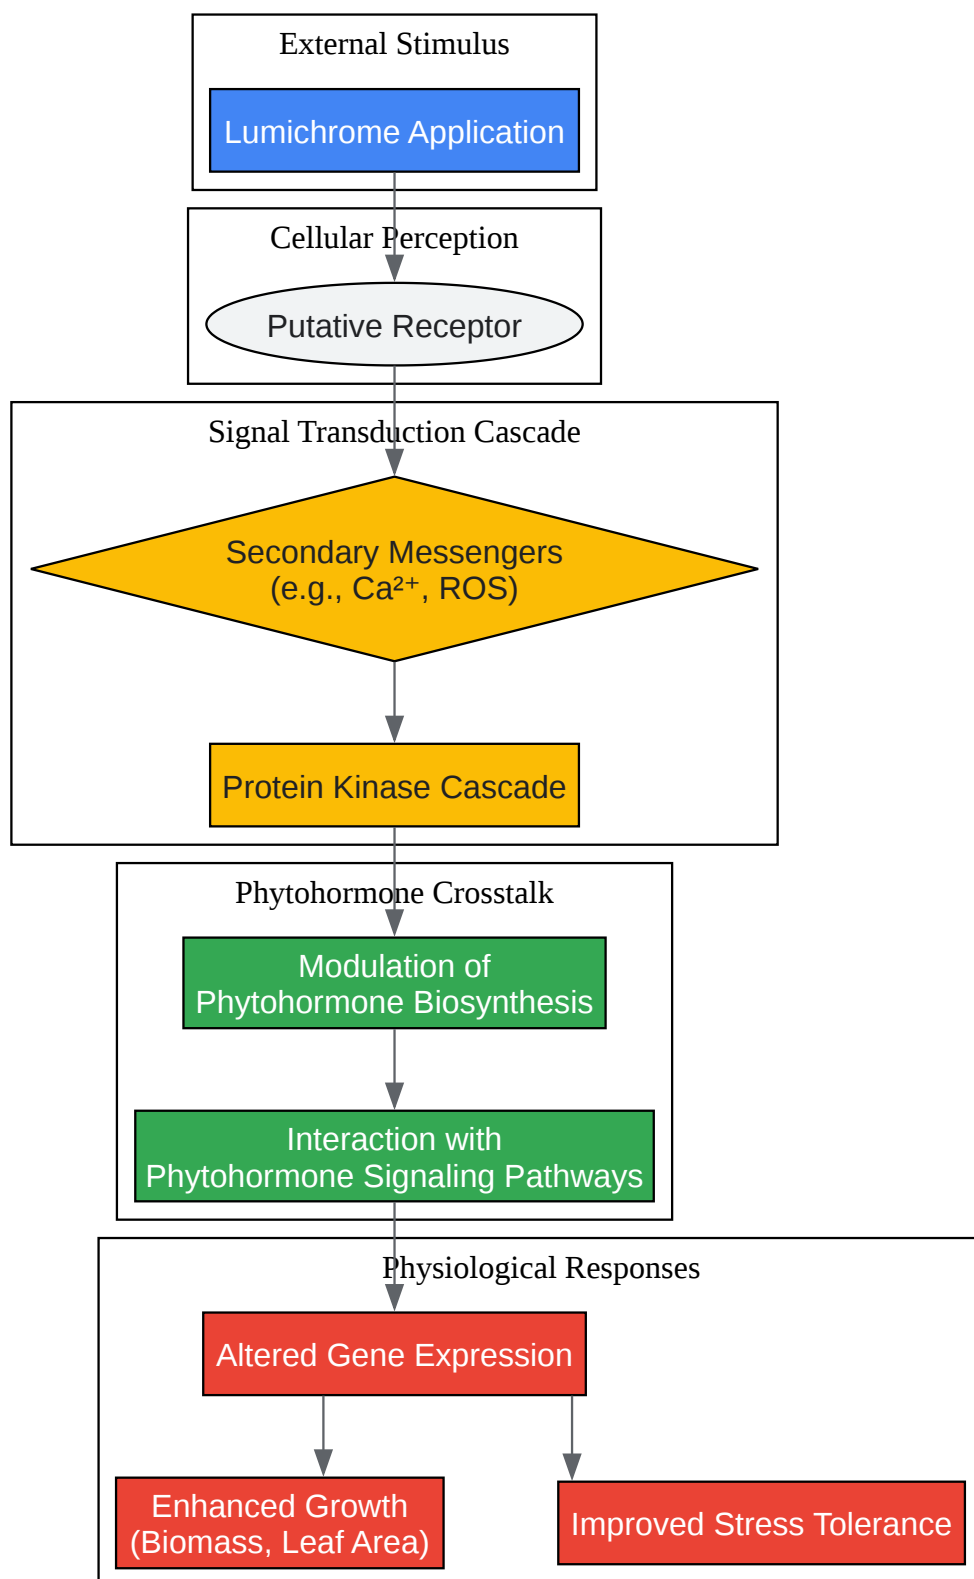 External Stimulus
Lumichrome Application
Cellular Perception
Putative Receptor
Signal Transduction Cascade
Secondary Messengers
(e.g., Ca²⁺, ROS)
Protein Kinase Cascade
Phytohormone Crosstalk
Modulation of
Phytohormone Biosynthesis
Interaction with
Phytohormone Signaling Pathways
Physiological Responses
Altered Gene Expression
Enhanced Growth
(Biomass, Leaf Area)
Improved Stress Tolerance